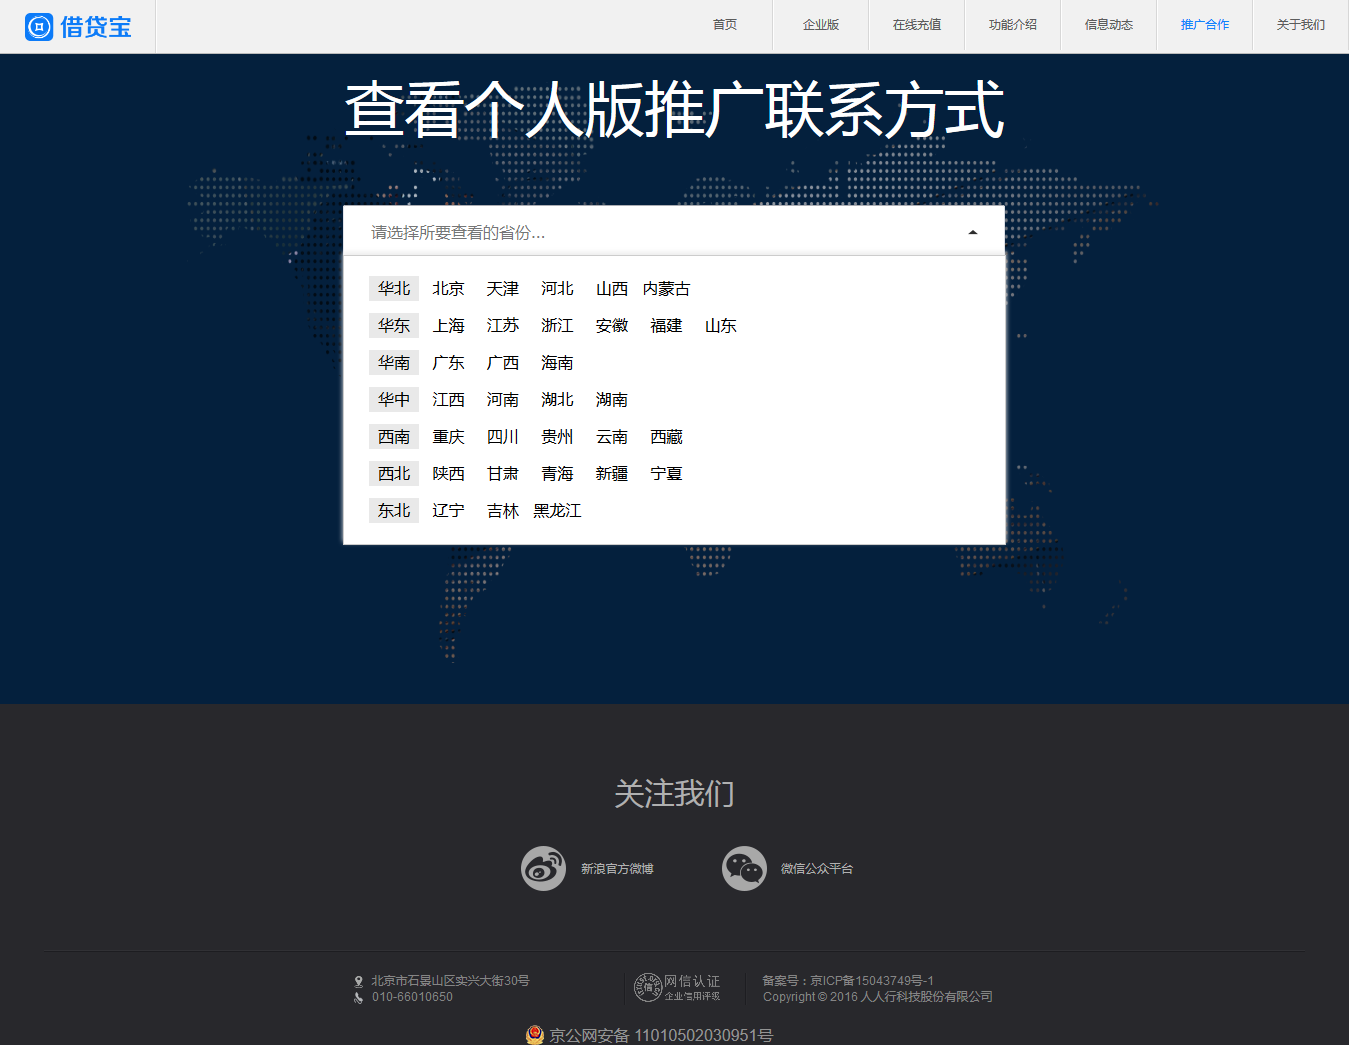 借贷宝
首页 企业版 在线充值 功能介绍 信息动态 推广合作 关于我们
查看个人版推广联系方式
请选择所要查看的省份...
华北 北京 天津 河北 山西 内蒙古
华东 上海 江苏 浙江 安徽 福建 山东
华南 广东 广西 海南
华中 江西 河南 湖北 湖南
西南 重庆 四川 贵州 云南 西藏
西北 陕西 甘肃 青海 新疆 宁夏
东北 辽宁 吉林 黑龙江
关注我们
新浪官方微博 微信公众平台
北京市石景山区实兴大街30号
010-66010650
网信认证
企业信用评级
备案号：京ICP备15043749号-1
Copyright © 2016 人人行科技股份有限公司
京公网安备 11010502030951号